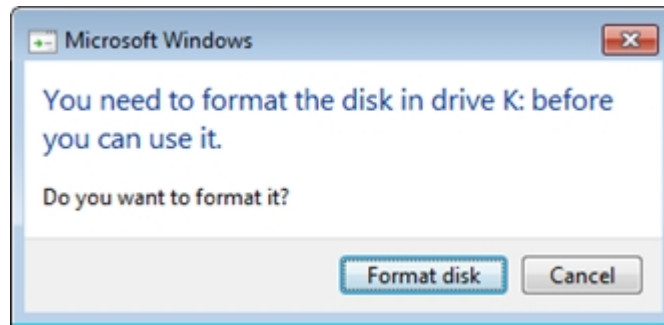 Microsoft Windows
You need to format the disk in drive K: before
you can use it.
Do you want to format it?
Format disk
Cancel